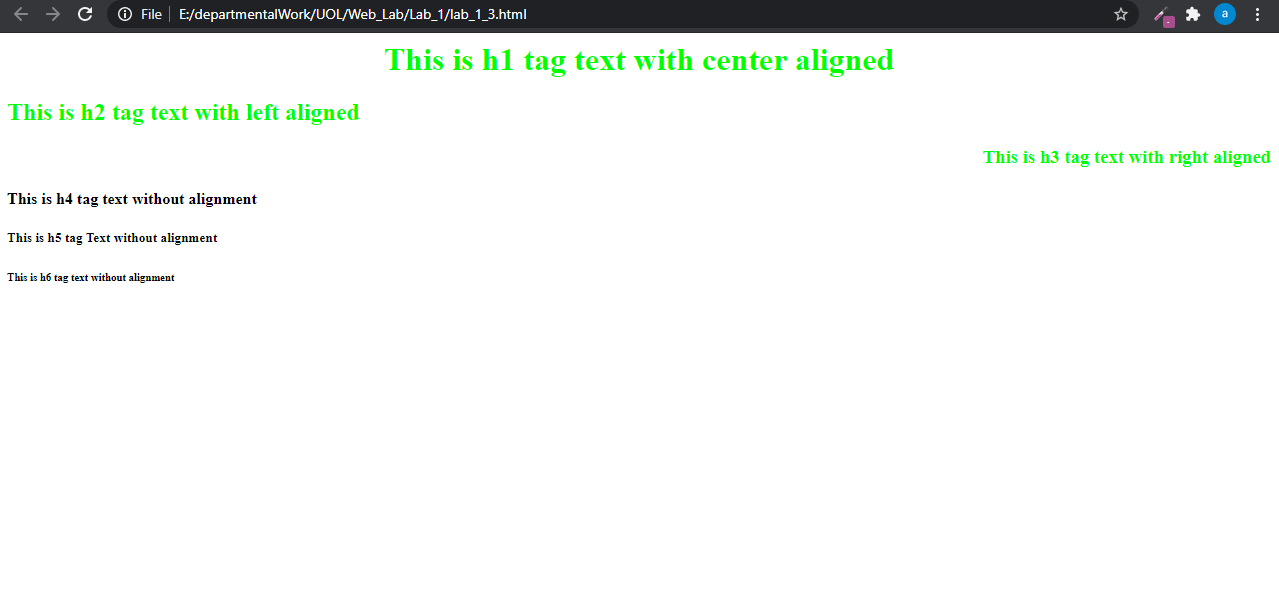 File E:/departmentalWork/UOL/Web_Lab/Lab_1/lab_1_3.html a
This is h1 tag text with center aligned
This is h2 tag text with left aligned
This is h3 tag text with right aligned
This is h4 tag text without alignment
This is h5 tag Text without alignment
This is h6 tag text without alignment